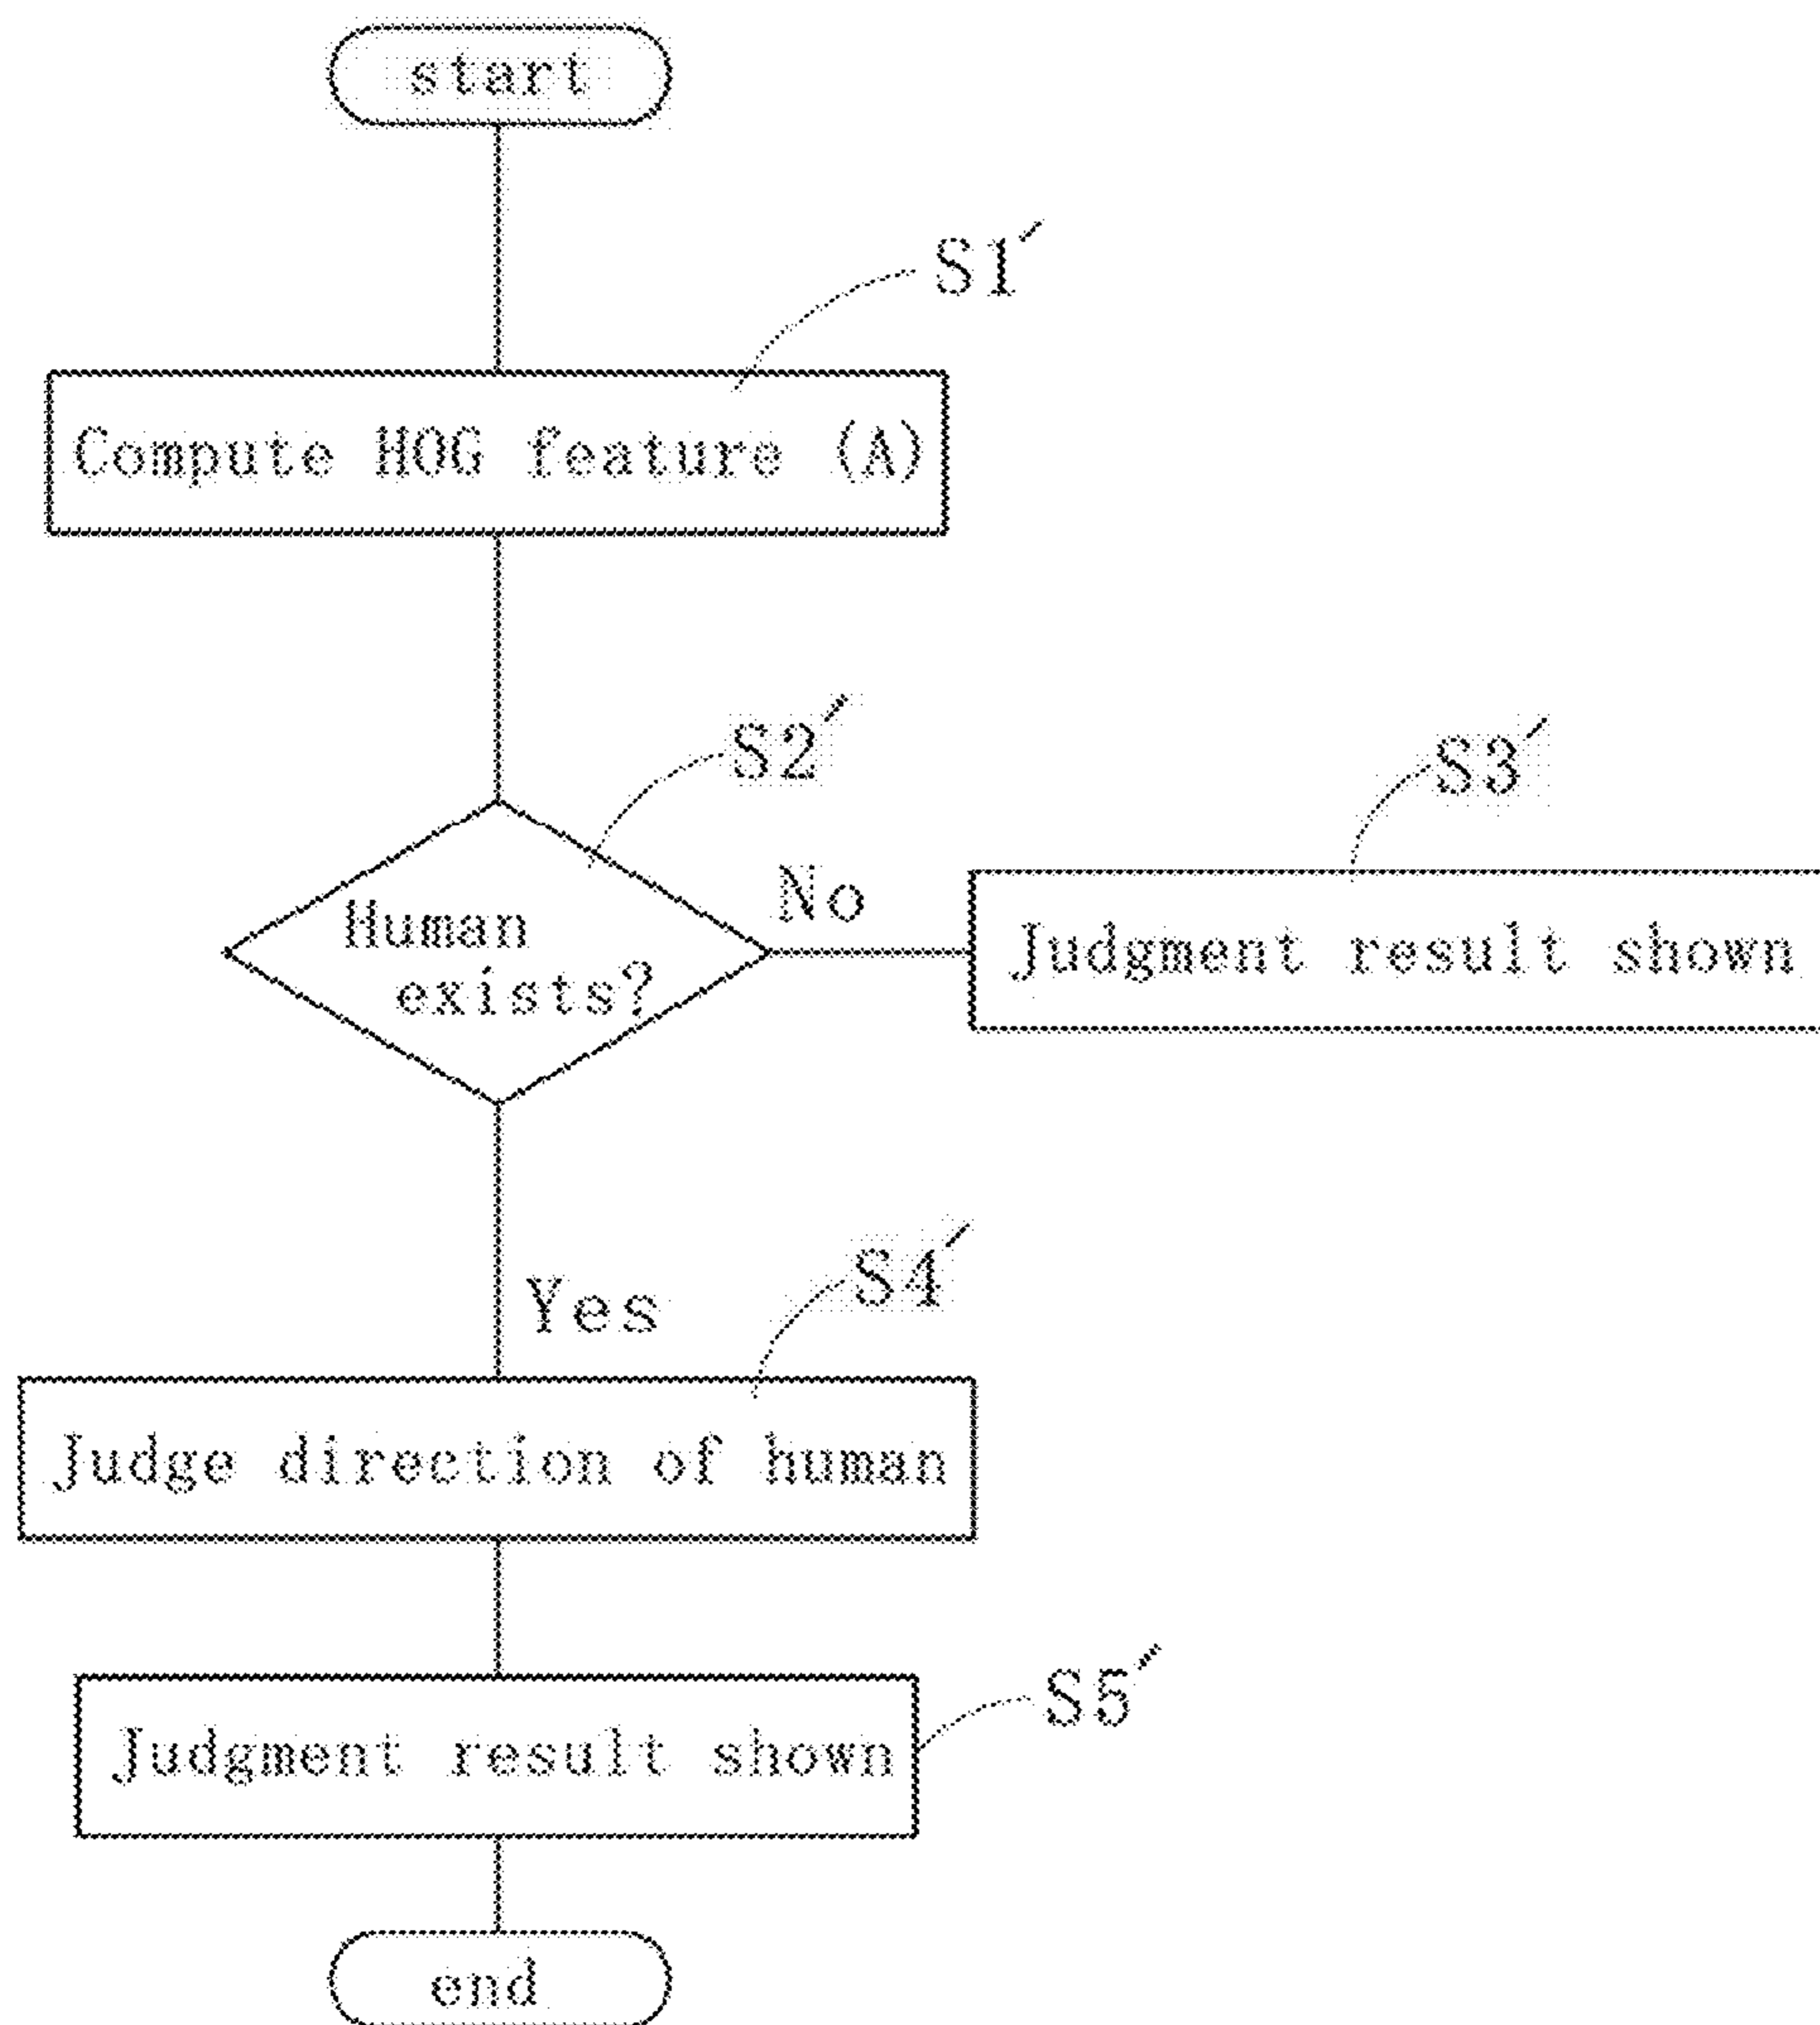 start
S1′
Compute HOG feature (A)
S2′
S3′
No
Human
exists?
Judgment result shown
S4′
Yes
Judge direction of human
S5′
Judgment result shown
end